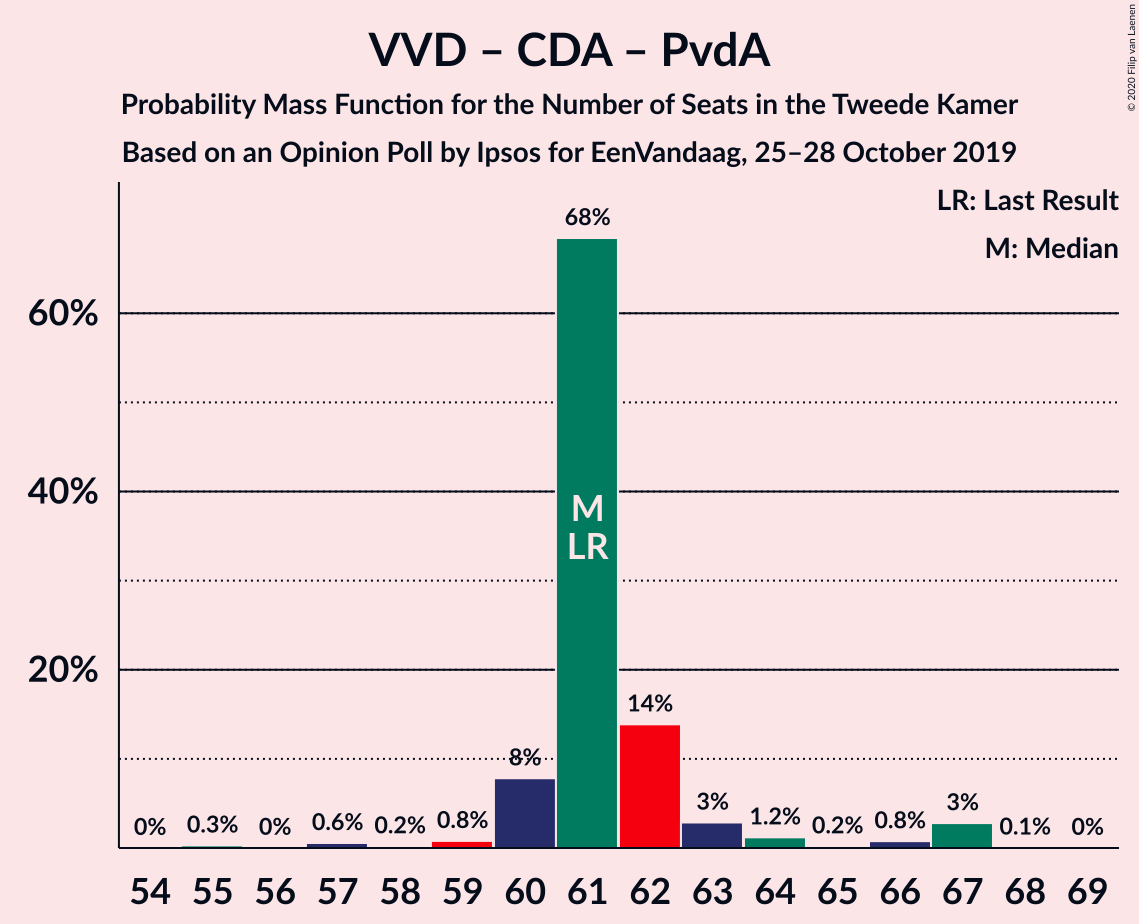 VVD – CDA – PvdA
Probability Mass Function for the Number of Seats in the Tweede Kamer
Based on an Opinion Poll by Ipsos for EenVandaag, 25–28 October 2019
© 2020 Filip van Laenen
LR: Last Result
M: Median
60%
40%
20%
0%
0.3%
0%
0.6%
0.2%
0.8%
8%
68%
14%
3%
1.2%
0.2%
0.8%
3%
0.1%
0%
M
LR
54 55 56 57 58 59 60 61 62 63 64 65 66 67 68 69